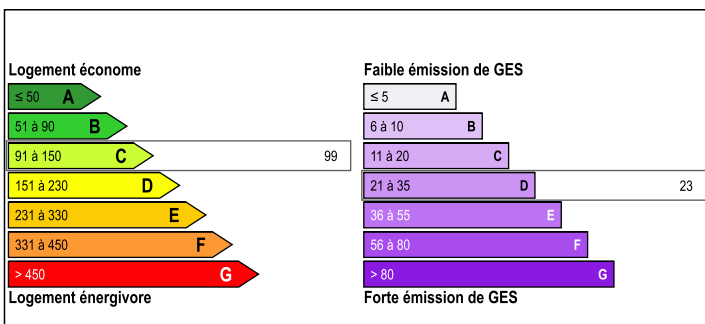 Logement économe
≤ 50 A
51 à 90 B
91 à 150 C 99
151 à 230 D
231 à 330 E
331 à 450 F
> 450 G
Logement énergivore
Faible émission de GES
≤ 5 A
6 à 10 B
11 à 20 C
21 à 35 D 23
36 à 55 E
56 à 80 F
> 80 G
Forte émission de GES